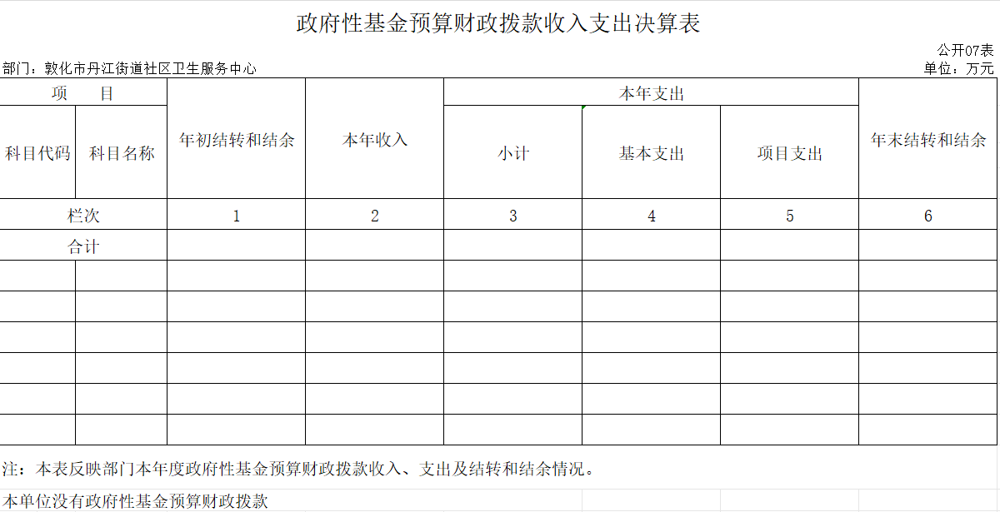 政府性基金预算财政拨款收入支出决算表
公开07表
部门：敦化市丹江街道社区卫生服务中心 单位：万元
项 目 年初结转和结余 本年收入 本年支出 年末结转和结余
科目代码 科目名称 小计 基本支出 项目支出
栏次 1 2 3 4 5 6
合计
注：本表反映部门本年度政府性基金预算财政拨款收入、支出及结转和结余情况。
本单位没有政府性基金预算财政拨款